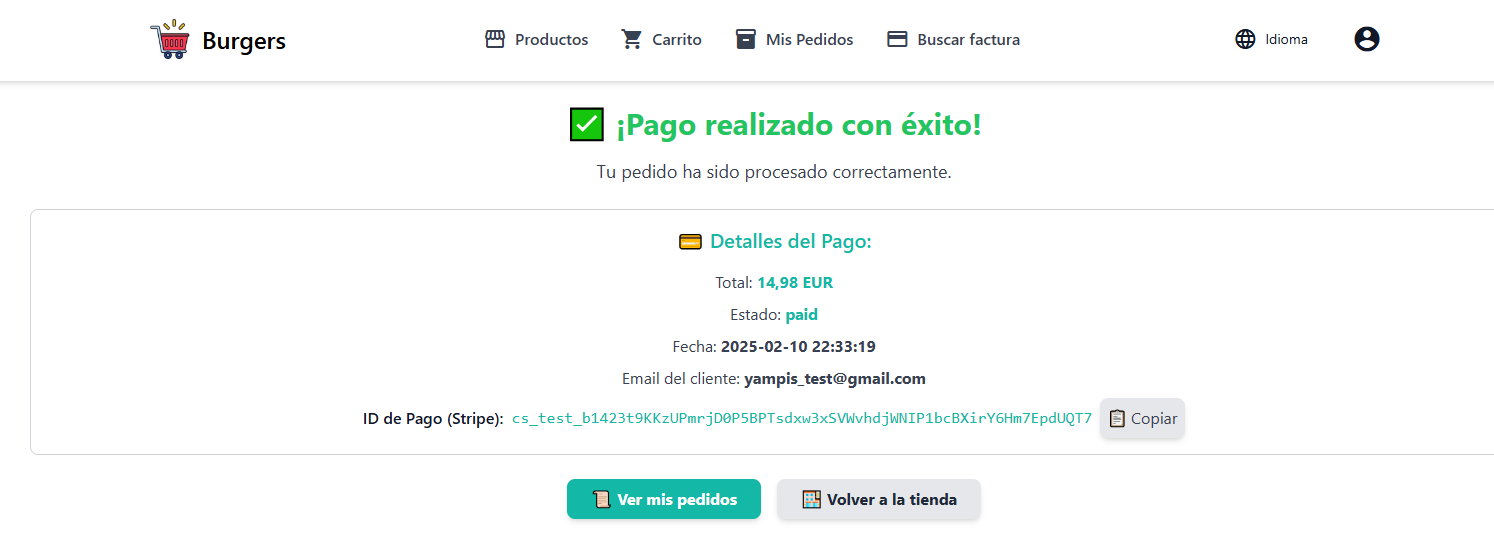 Burgers Productos Carrito Mis Pedidos Buscar factura Idioma
¡Pago realizado con éxito!
Tu pedido ha sido procesado correctamente.
Detalles del Pago:
Total: 14,98 EUR
Estado: paid
Fecha: 2025-02-10 22:33:19
Email del cliente: yampis_test@gmail.com
ID de Pago (Stripe): cs_test_b1423t9KKzUPmrjD0P5BPTsdxw3xSVWvhdjWNIP1bcBXirY6Hm7EpdUQT7 Copiar
Ver mis pedidos Volver a la tienda